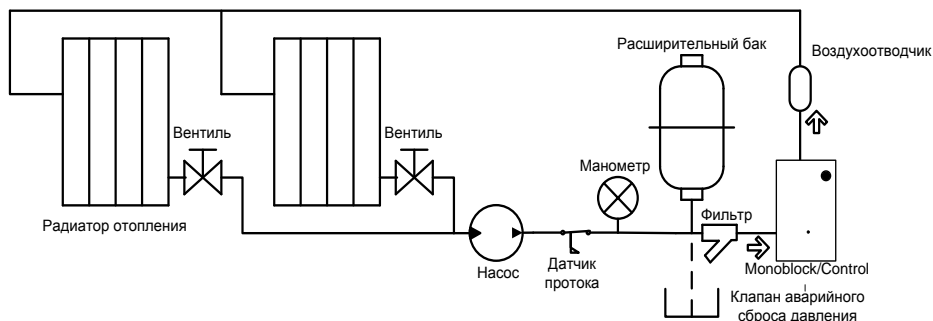 Расширительный бак
Воздухоотводчик
Вентиль
Вентиль
Манометр
Радиатор отопления
Фильтр
Насос
Датчик
протока
Monoblock/Control
Клапан аварийного
сброса давления